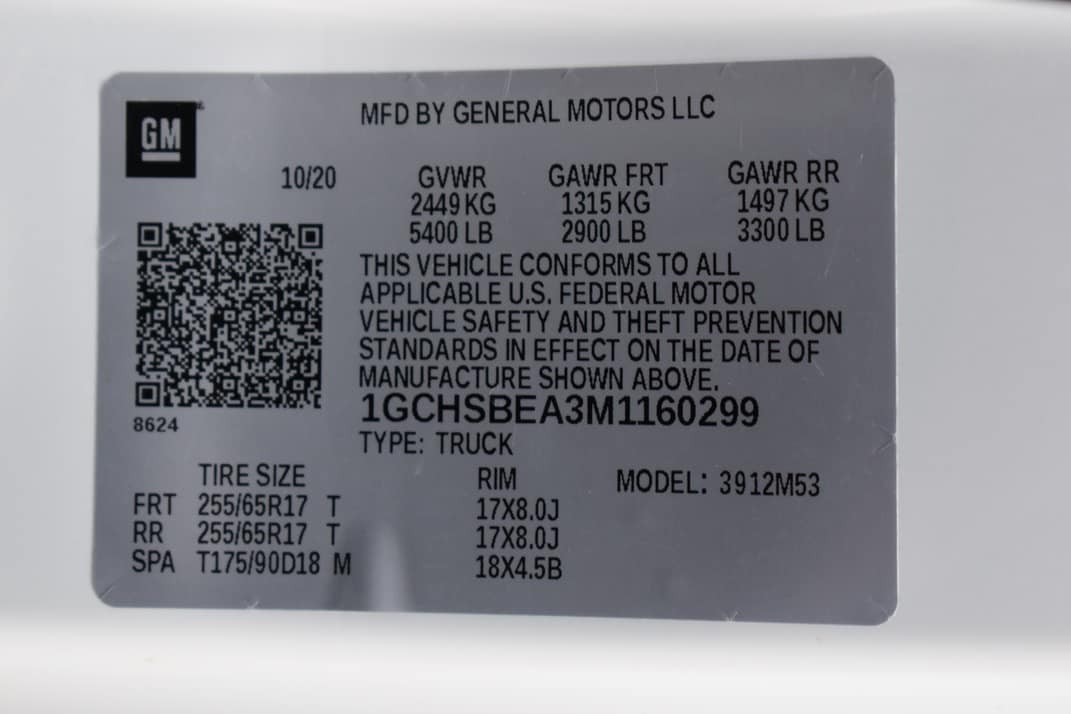 MFD BY GENERAL MOTORS LLC
GM
10/20 GVWR GAWR FRT GAWR RR
2449 KG 1315 KG 1497 KG
5400 LB 2900 LB 3300 LB
THIS VEHICLE CONFORMS TO ALL
APPLICABLE U.S. FEDERAL MOTOR
VEHICLE SAFETY AND THEFT PREVENTION
STANDARDS IN EFFECT ON THE DATE OF
MANUFACTURE SHOWN ABOVE.
1GCHSBEA3M1160299
8624
TYPE: TRUCK
TIRE SIZE RIM MODEL: 3912M53
FRT 255/65R17 T 17X8.0J
RR 255/65R17 T 17X8.0J
SPA T175/90D18 M 18X4.5B